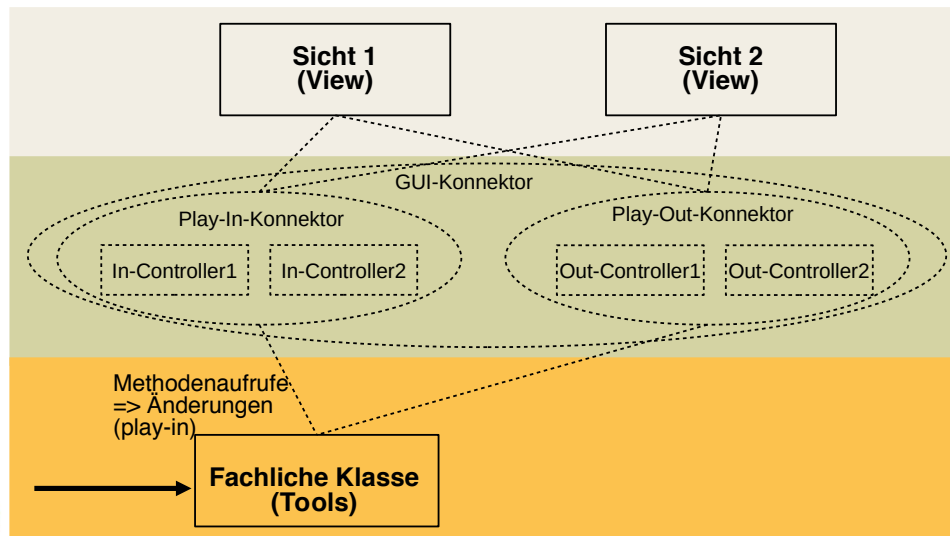 Sicht 1
(View)
Sicht 2
(View)
GUI-Konnektor
Play-In-Konnektor
Play-Out-Konnektor
In-Controller1
In-Controller2
Out-Controller1
Out-Controller2
Methodenaufrufe
=> Änderungen
(play-in)
Fachliche Klasse
(Tools)